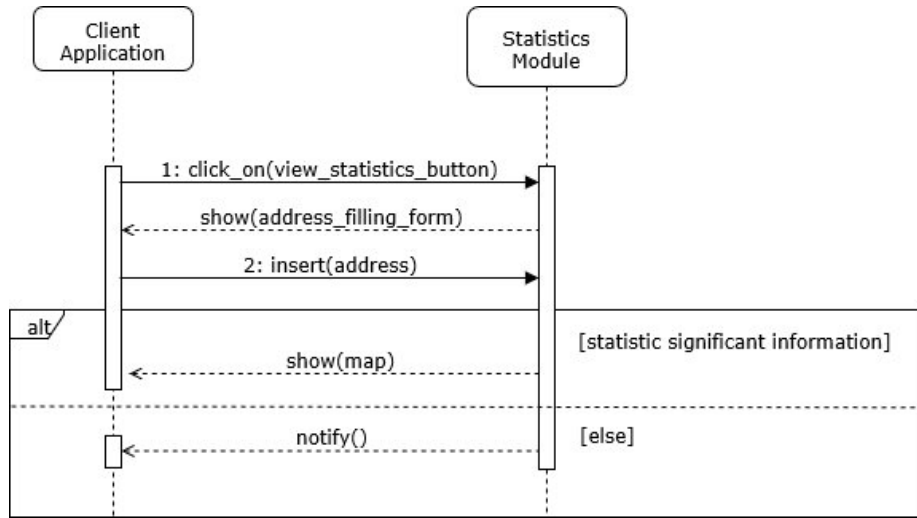 Client
Application
Statistics
Module
1: click_on(view_statistics_button)
show(address_filling_form)
2: insert(address)
alt
[statistic significant information]
show(map)
notify()
[else]